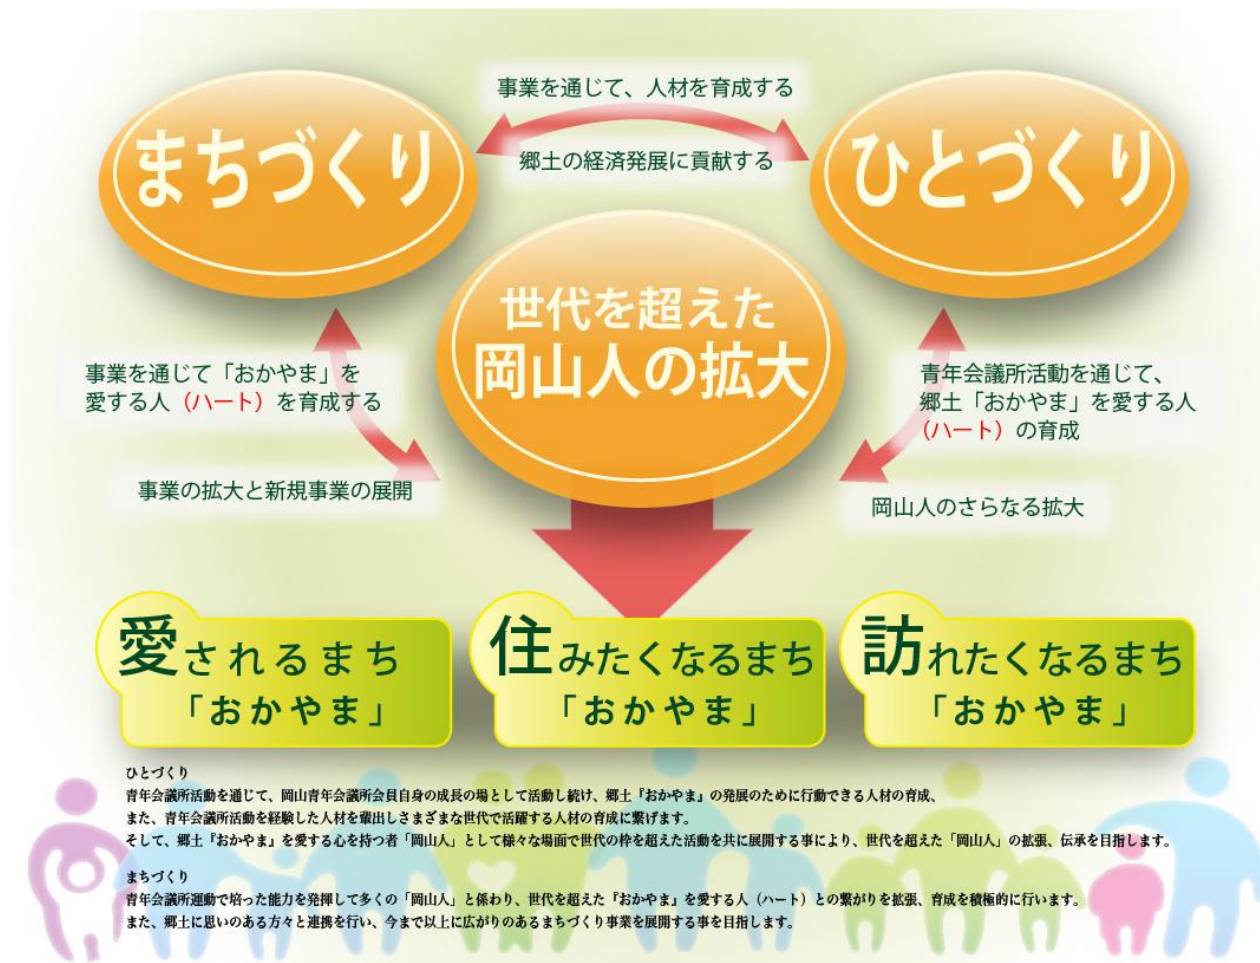 事業を通じて、人材を育成する
まちづくり
ひとづくり
郷土の経済発展に貢献する
世代を超えた
岡山人の拡大
事業を通じて「おかやま」を
愛する人（ハート）を育成する
青年会議所活動を通じて、
郷土「おかやま」を愛する人
（ハート）の育成
事業の拡大と新規事業の展開
岡山人のさらなる拡大
愛されるまち
「おかやま」
住みたくなるまち
「おかやま」
訪れたくなるまち
「おかやま」
ひとづくり
青年会議所活動を通じて、岡山青年会議所会員自身の成長の場として活動し続け、郷土『おかやま』の発展のために行動できる人材の育成、
また、青年会議所活動を経験した人材を輩出しさまざまな世代で活躍する人材の育成に繋げます。
そして、郷土『おかやま』を愛する心を持つ者「岡山人」として様々な場面で世代の枠を超えた活動を共に展開する事により、世代を超えた「岡山人」の拡張、伝承を目指します。
まちづくり
青年会議所運動で培った能力を発揮して多くの「岡山人」と係わり、世代を超えた『おかやま』を愛する人（ハート）との繋がりを拡張、育成を積極的に行います。
また、郷土に思いのある方々と連携を行い、今まで以上に広がりのあるまちづくり事業を展開する事を目指します。